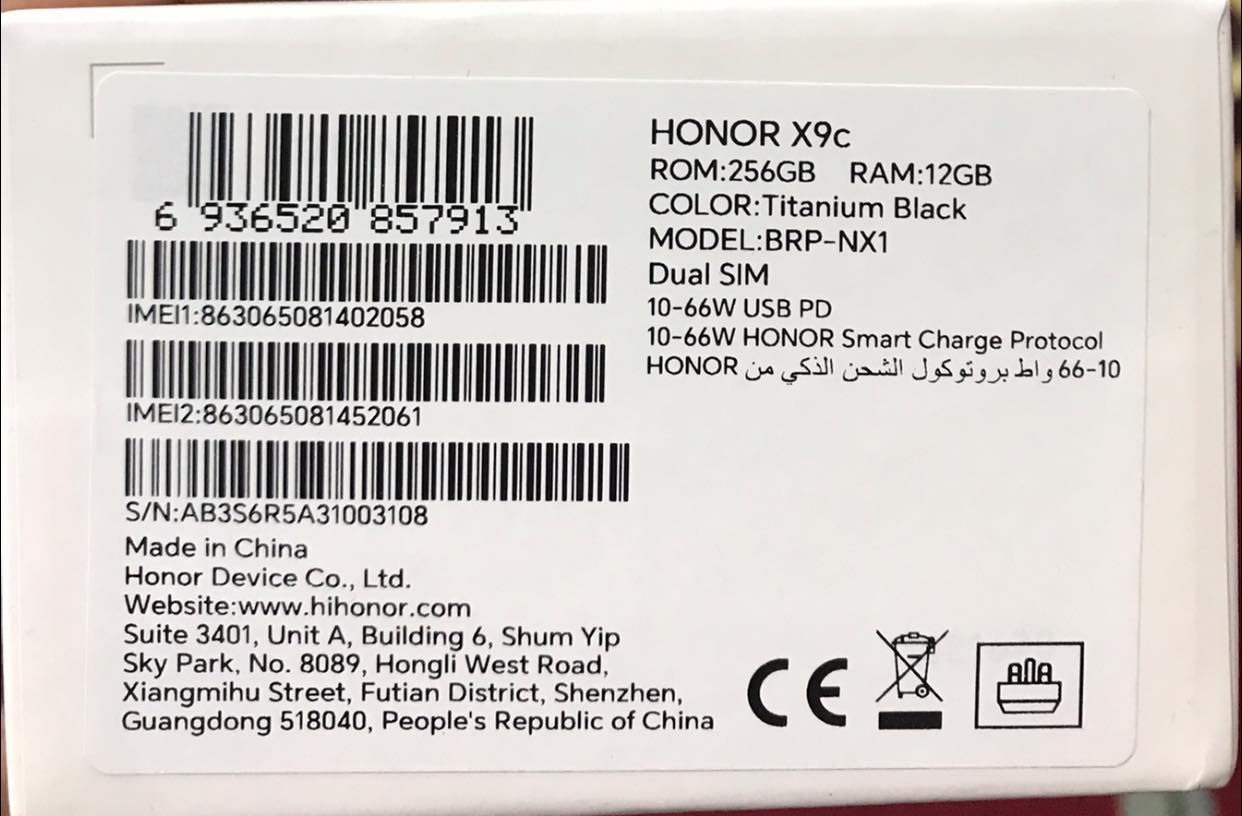 6 936520 857913
IMEI1:863065081402058
IMEI2:863065081452061
S/N:AB3S6R5A31003108
Made in China
Honor Device Co., Ltd.
Website:www.hihonor.com
Suite 3401, Unit A, Building 6, Shum Yip
Sky Park, No. 8089, Hongli West Road,
Xiangmihu Street, Futian District, Shenzhen,
Guangdong 518040, People's Republic of China
HONOR X9c
ROM:256GB RAM:12GB
COLOR:Titanium Black
MODEL:BRP-NX1
Dual SIM
10-66W USB PD
10-66W HONOR Smart Charge Protocol
66-10 واط بروتوكول الشحن الذكي من HONOR
CE